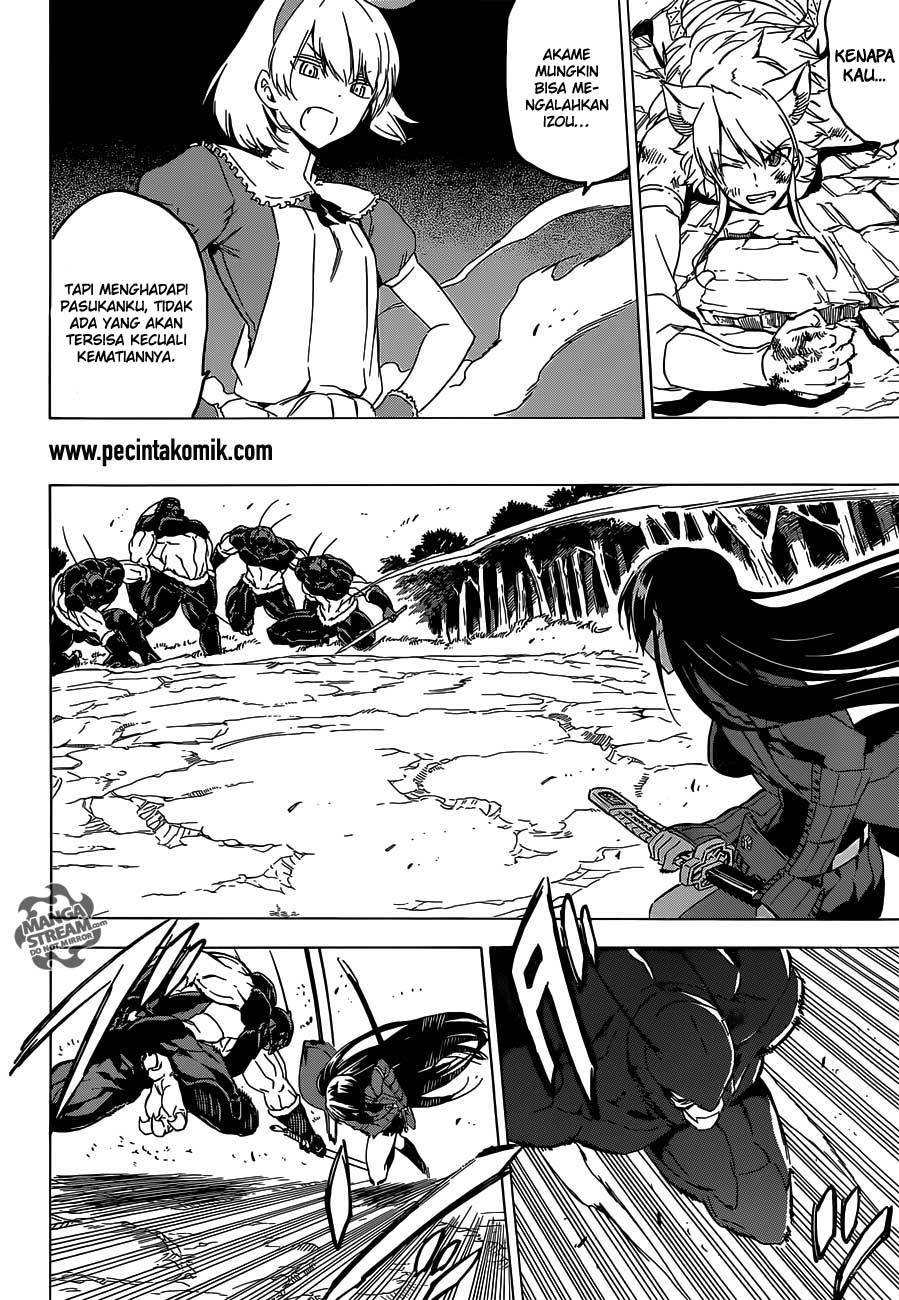 KENAPA
KAU...
AKAME
MUNGKIN
BISA ME-
NGALAHKAN
IZOU...
TAPI MENGHADAPI
PASUKANKU, TIDAK
ADA YANG AKAN
TERSISA KECUALI
KEMATIANNYA.
www.pecintakomik.com
MANGA
STREAM.com
DO NOT MIRROR